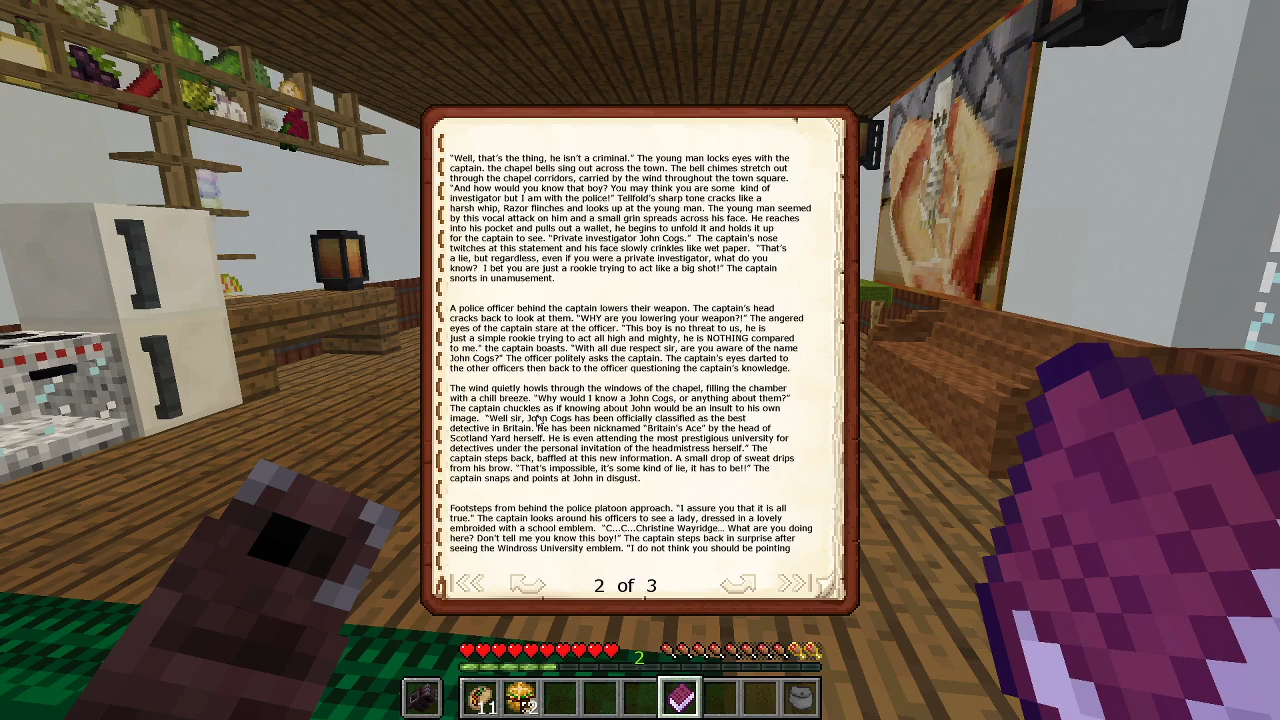 “Well, that’s the thing, he isn’t a criminal.” The young man locks eyes with the
captain. the chapel bells sing out across the town. The bell chimes stretch out
through the chapel corridors, carried by the wind throughout the town square.
“And how would you know that boy? You may think you are some  kind of
investigator but I am with the police!” Tellfold’s sharp tone cracks like a
harsh whip, Razor flinches and looks up at the young man. The young man seemed
by this vocal attack on him and a small grin spreads across his face. He reaches
into his pocket and pulls out a wallet, he begins to unfold it and holds it up
for the captain to see. “Private investigator John Cogs.”  The captain's nose
twitches at this statement and his face slowly crinkles like wet paper.  “That’s
a lie, but regardless, even if you were a private investigator, what do you
know?  I bet you are just a rookie trying to act like a big shot!” The captain
snorts in unamusement.
A police officer behind the captain lowers their weapon. The captain’s head
cracks back to look at them. “WHY are you lowering your weapon?!” The angered
eyes of the captain stare at the officer. “This boy is no threat to us, he is
just a simple rookie trying to act all high and mighty, he is NOTHING compared
to me.” the captain boasts. “With all due respect sir, are you aware of the name
John Cogs?” The officer politely asks the captain. The captain’s eyes darted to
the other officers then back to the officer questioning the captain’s knowledge.
The wind quietly howls through the windows of the chapel, filling the chamber
with a chill breeze. “Why would I know a John Cogs, or anything about them?”
The captain chuckles as if knowing about John would be an insult to his own
image.  “Well sir, John Cogs has been officially classified as the best
detective in Britain. He has been nicknamed “Britain’s Ace” by the head of
Scotland Yard herself. He is even attending the most prestigious university for
detectives under the personal invitation of the headmistress herself.” The
captain steps back, baffled at this new information. A small drop of sweat drips
from his brow. “That’s impossible, it’s some kind of lie, it has to be!!” The
captain snaps and points at John in disgust.
Footsteps from behind the police platoon approach. “I assure you that it is all
true.” The captain looks around his officers to see a lady, dressed in a lovely
embroided with a school emblem.  “C...C...Christine Wayridge... What are you doing
here? Don’t tell me you know this boy!” The captain steps back in surprise after
seeing the Windross University emblem. “I do not think you should be pointing
2 of 3
2
11
2